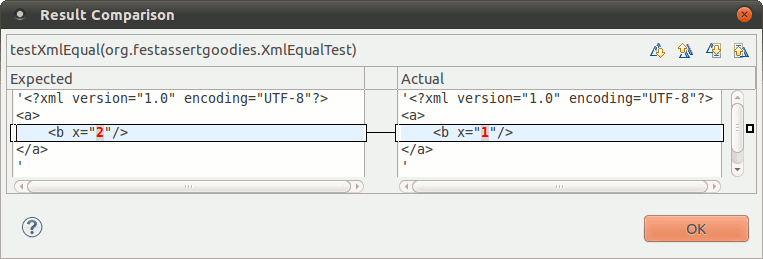 Result Comparison
testXmlEqual(org.festassertgoodies.XmlEqualTest)
Expected
'<?xml version="1.0" encoding="UTF-8"?>
<a>
    <b x="2"/>
</a>
'
Actual
'<?xml version="1.0" encoding="UTF-8"?>
<a>
    <b x="1"/>
</a>
'
?
OK